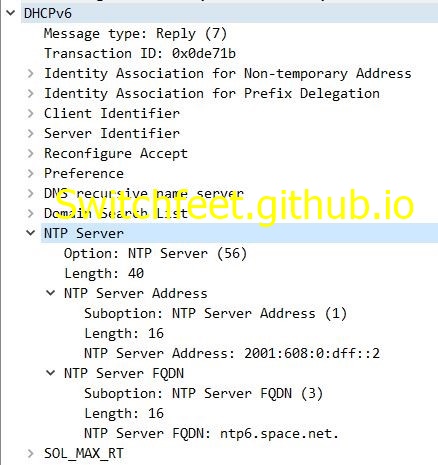 DHCPv6
Message type: Reply (7)
Transaction ID: 0x0de71b
Identity Association for Non-temporary Address
Identity Association for Prefix Delegation
Client Identifier
Server Identifier
Reconfigure Accept
Preference
DNS recursive name server
Switchfeet.github.io
Domain Search List
NTP Server
Option: NTP Server (56)
Length: 40
NTP Server Address
Suboption: NTP Server Address (1)
Length: 16
NTP Server Address: 2001:608:0:dff::2
NTP Server FQDN
Suboption: NTP Server FQDN (3)
Length: 16
NTP Server FQDN: ntp6.space.net.
SOL_MAX_RT